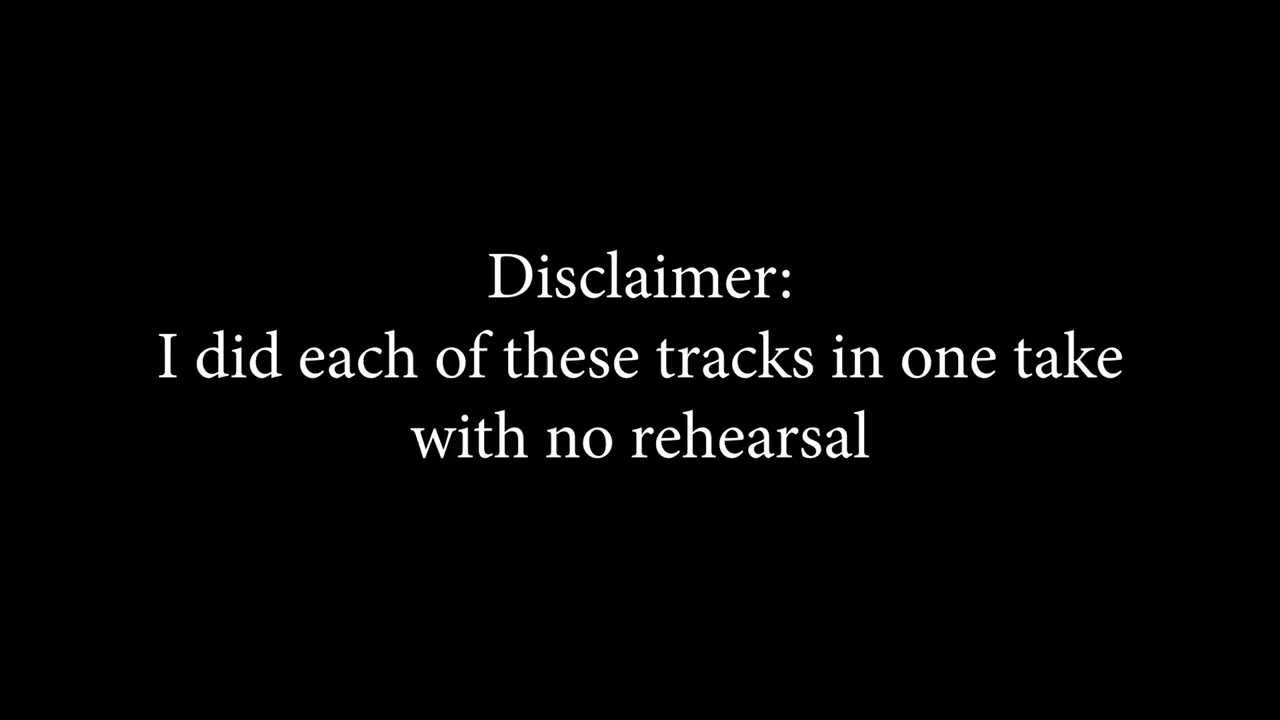 Disclaimer:
I did each of these tracks in one take
with no rehearsal